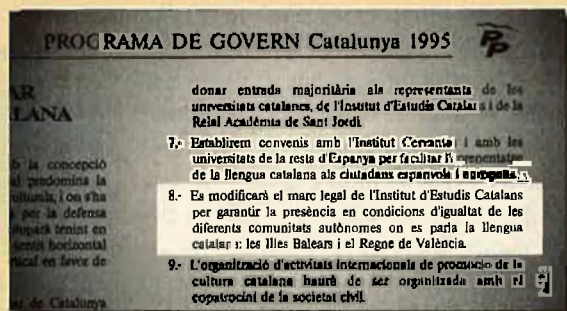 PROGRAMA DE GOVERN Catalunya 1995
PP
AR
LANA
donar entrada majoritària als representants de les
universitats catalanes, de l'Institut d'Estudis Catalans i de la
Reial Acadèmia de Sant Jordi.
7.- Establirem convenis amb l'Institut Cervantes i amb les
b la concepció
universitats de la resta d'Espanya per facilitar
al predomina la
de la llengua catalana als ciutadans espanyols i europeus.
culturals, i on s'ha
8.- Es modificarà el marc legal de l'Institut d'Estudis Catalans
per la defensa
per garantir la presència en condicions d'igualtat de les
tenint en
diferents comunitats autònomes on es parla la llengua
horizontal
catalana: les Illes Balears i el Regne de València.
en favor de
9.- L'organització d'activitats internacionals de promoció de la
cultura catalana haurà de ser organitzada amb el
de Catalunya
copatrocini de la societat civil.